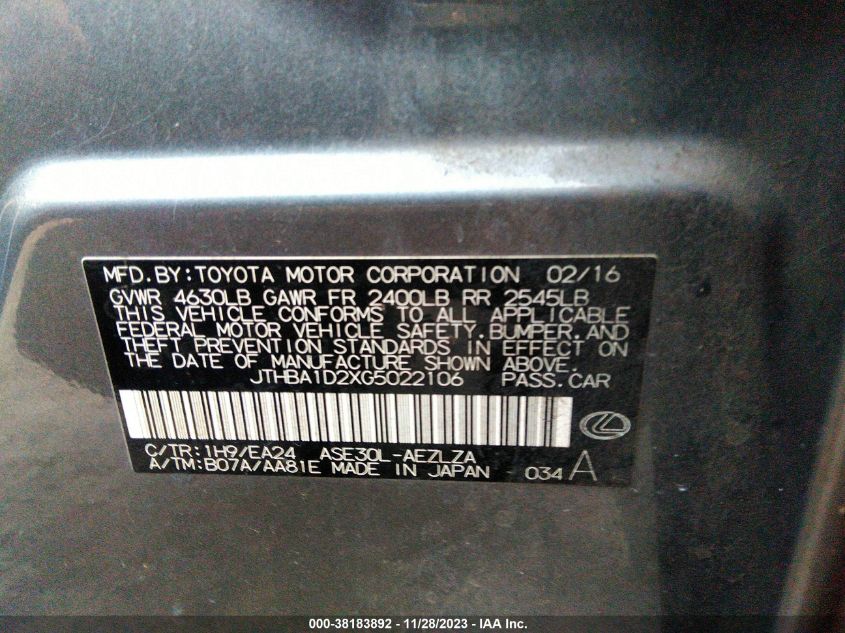 MFD.BY:TOYOTA MOTOR CORPORATION 02/16
GVWR 4630LB GAWR FR 2400LB RR 2545LB
THIS VEHICLE CONFORMS TO ALL APPLICABLE
FEDERAL MOTOR VEHICLE SAFETY,BUMPER,AND
THEFT PREVENTION STANDARDS IN EFFECT ON
THE DATE OF MANUFACTURE SHOWN ABOVE.
JTHBA1D2XG5022106 PASS.CAR
C/TR:1H9/EA24 ASE30L-AEZLZA
A/TM:B07A/AA81E MADE IN JAPAN -034 A
000-38183892 - 11/28/2023 - IAA Inc.